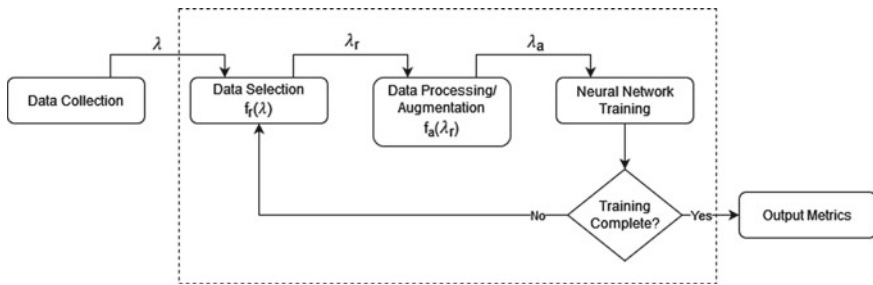 λ
λr
λa
Data Collection
Data Selection
fr(λ)
Data Processing/
Augmentation
fa(λr)
Neural Network
Training
Training
Complete?
No
Yes
Output Metrics